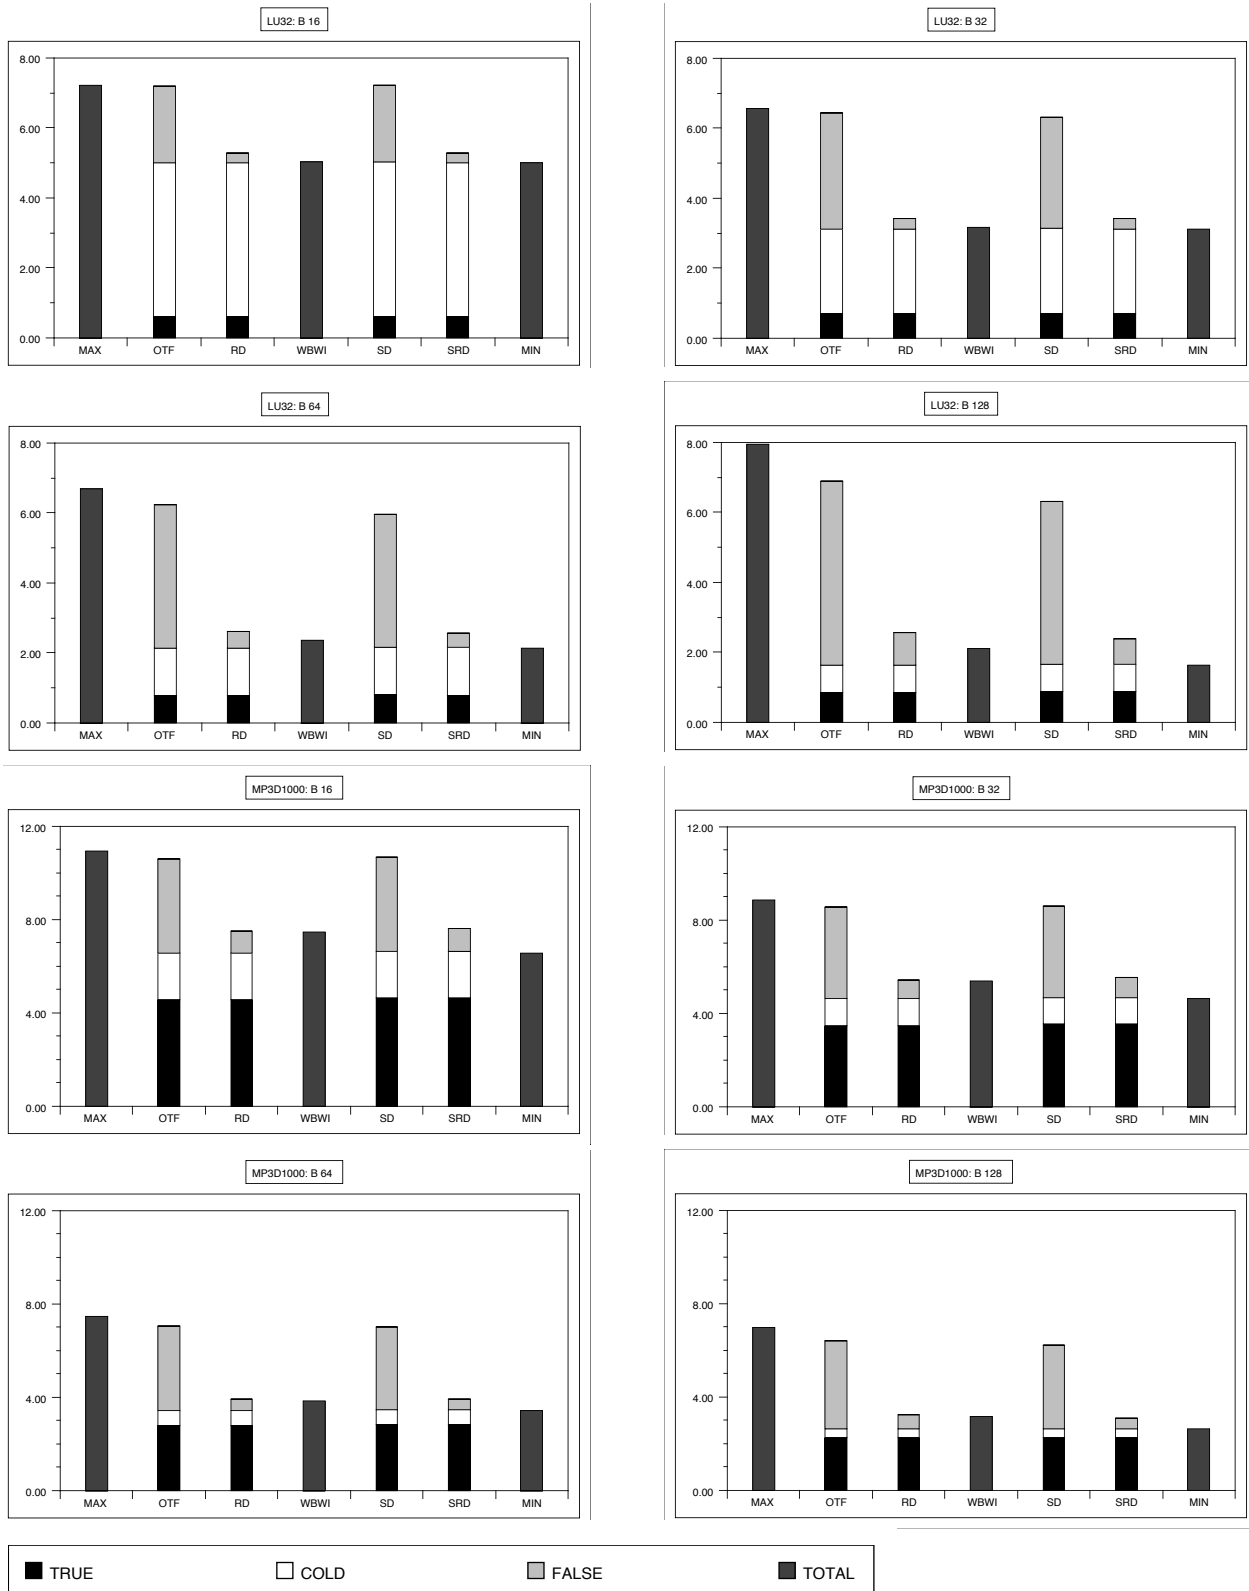 LU32: B 16
8.00
6.00
4.00
2.00
0.00
MAX OTF RD WBWI SD SRD MIN
LU32: B 32
8.00
6.00
4.00
2.00
0.00
MAX OTF RD WBWI SD SRD MIN
LU32: B 64
8.00
6.00
4.00
2.00
0.00
MAX OTF RD WBWI SD SRD MIN
LU32: B 128
8.00
6.00
4.00
2.00
0.00
MAX OTF RD WBWI SD SRD MIN
MP3D1000: B 16
12.00
8.00
4.00
0.00
MAX OTF RD WBWI SD SRD MIN
MP3D1000: B 32
12.00
8.00
4.00
0.00
MAX OTF RD WBWI SD SRD MIN
MP3D1000: B 64
12.00
8.00
4.00
0.00
MAX OTF RD WBWI SD SRD MIN
MP3D1000: B 128
12.00
8.00
4.00
0.00
MAX OTF RD WBWI SD SRD MIN
TRUE COLD FALSE TOTAL